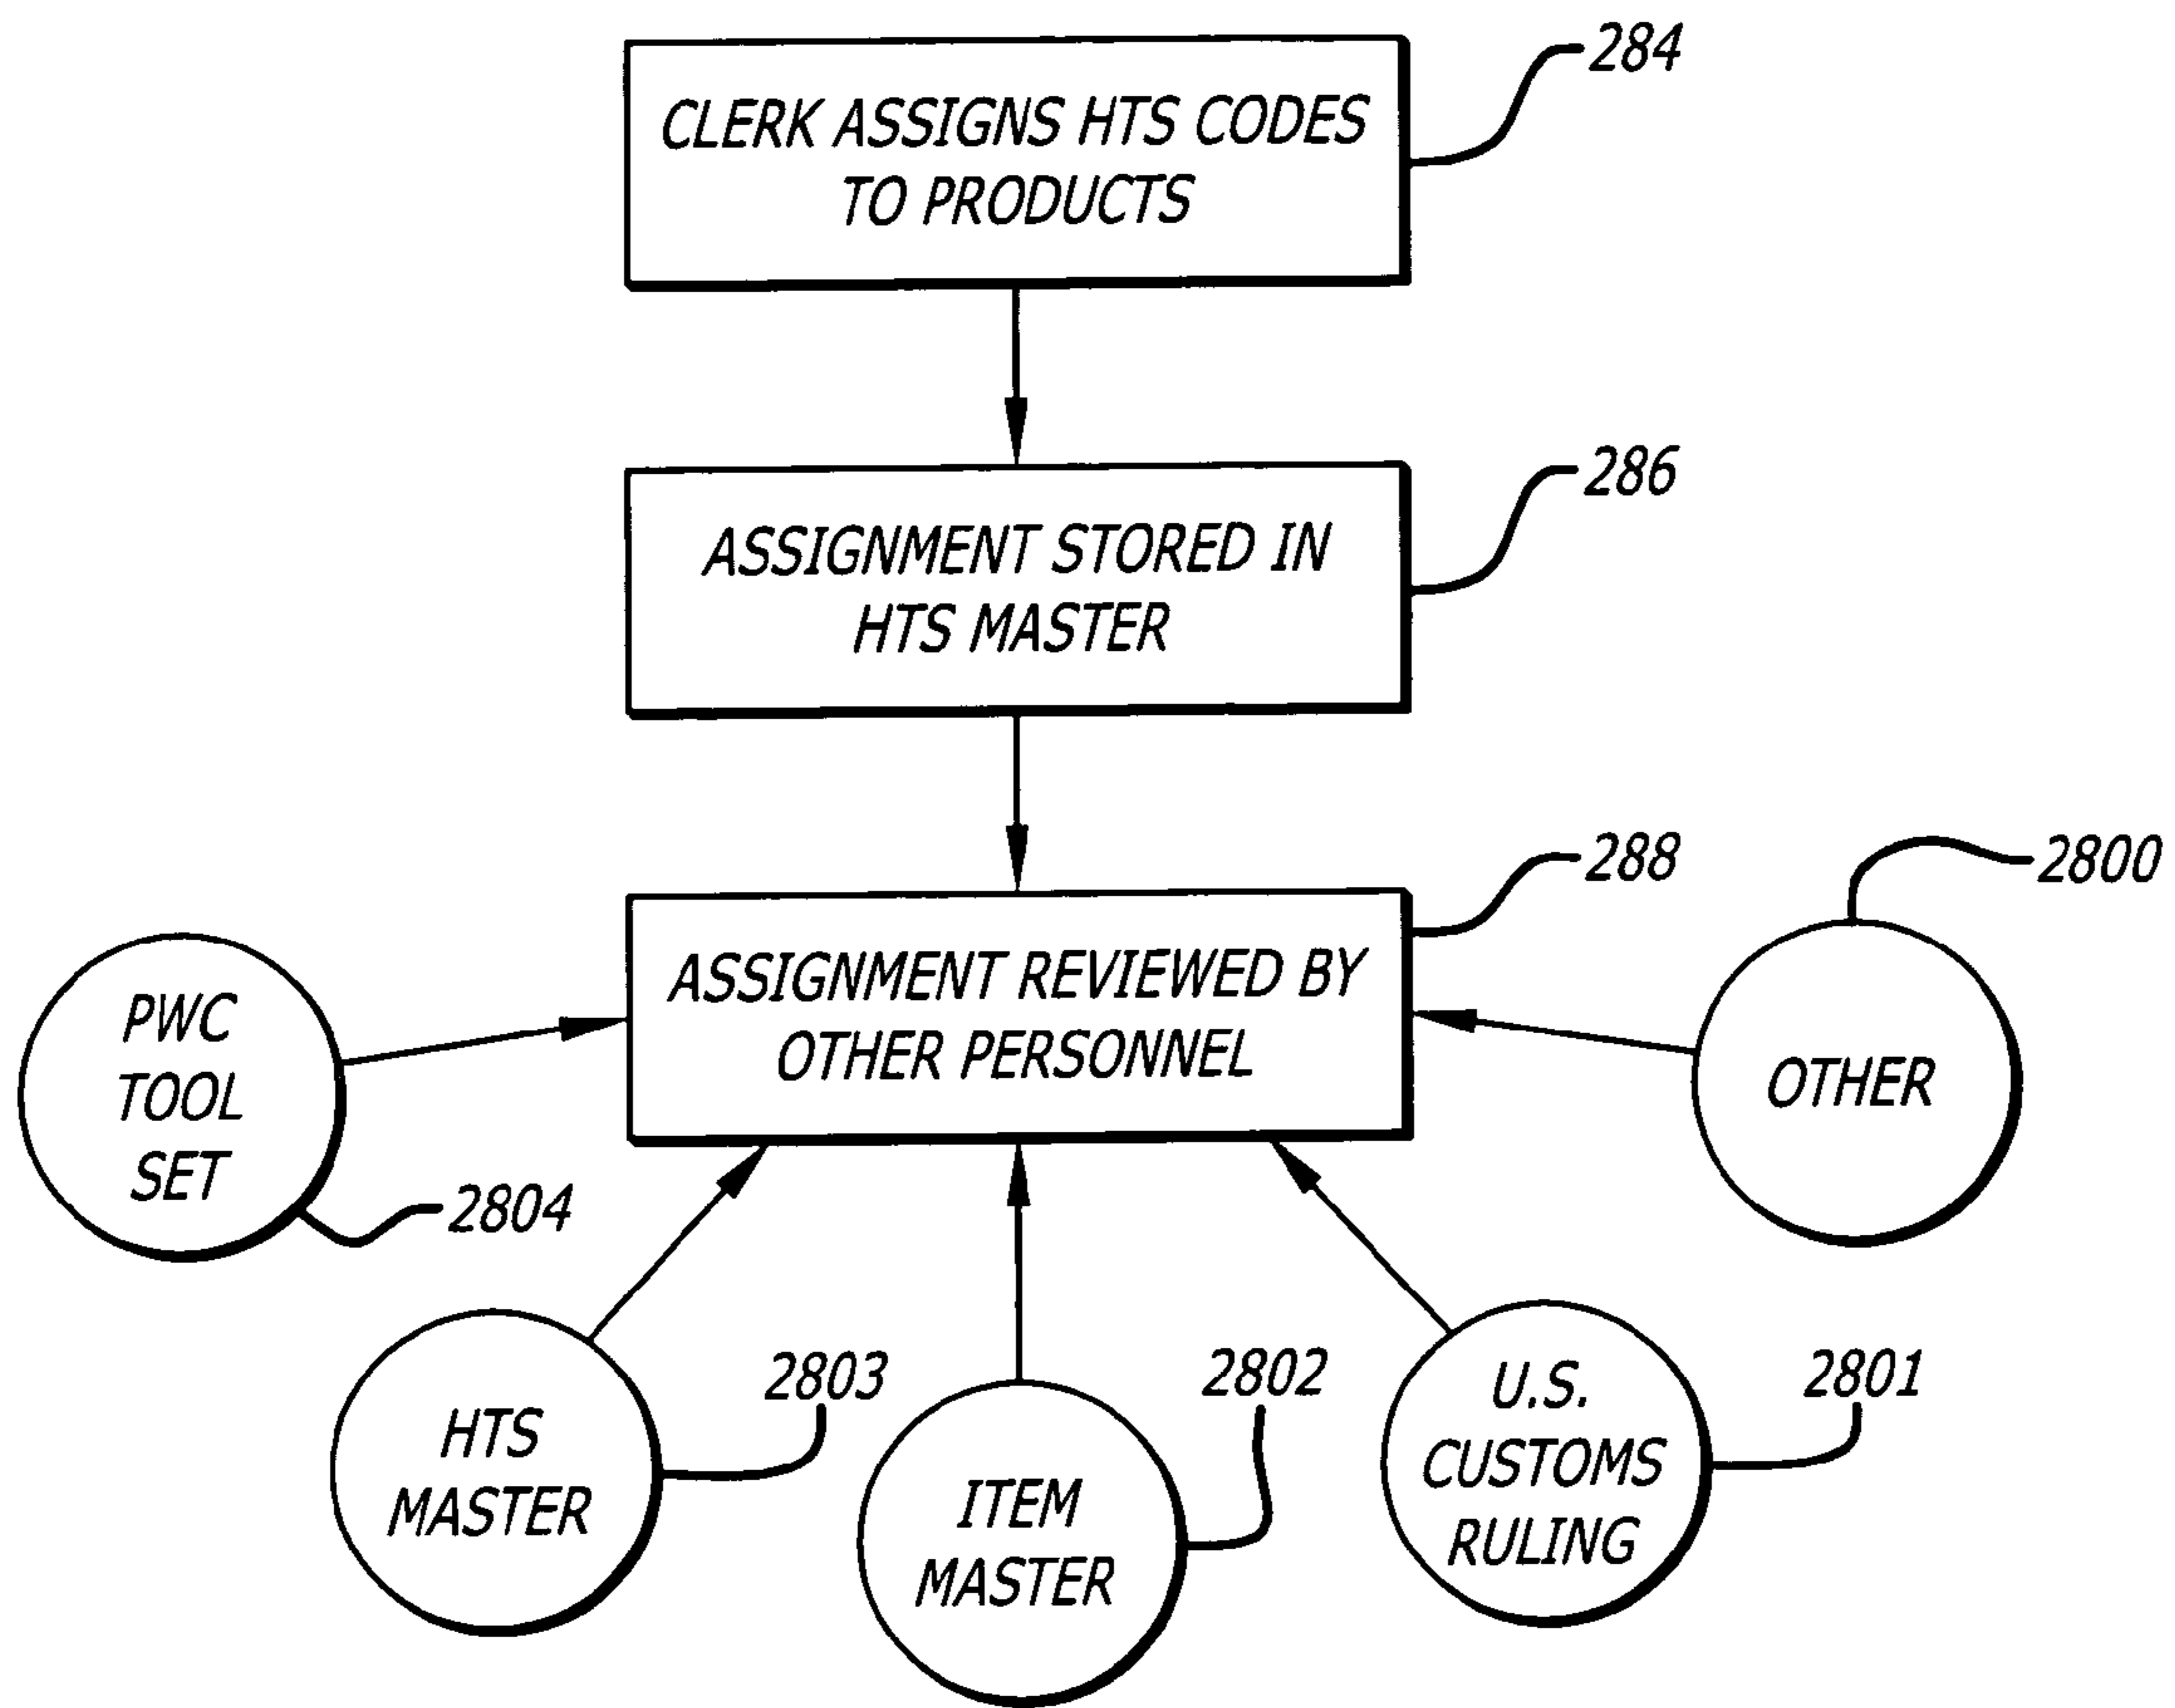 284
CLERK ASSIGNS HTS CODES
TO PRODUCTS
286
ASSIGNMENT STORED IN
HTS MASTER
288
2800
ASSIGNMENT REVIEWED BY
OTHER PERSONNEL
PWC
TOOL
SET
2804
OTHER
HTS
MASTER
2803
ITEM
MASTER
2802
U.S.
CUSTOMS
RULING
2801